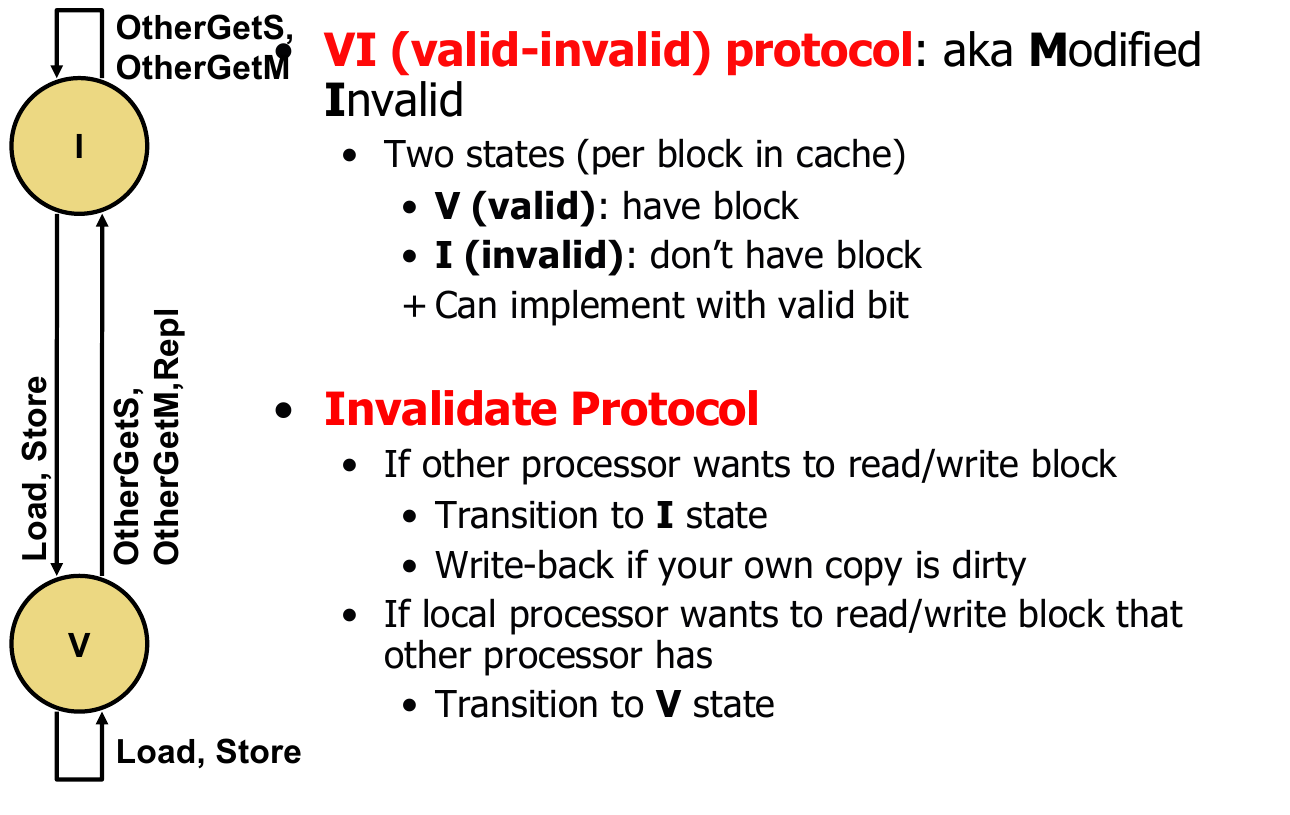 OtherGetS,
OtherGetM
I
Load, Store
OtherGetS,
OtherGetM,Repl
V
Load, Store
• VI (valid-invalid) protocol: aka Modified
Invalid
• Two states (per block in cache)
• V (valid): have block
• I (invalid): don’t have block
+ Can implement with valid bit
• Invalidate Protocol
• If other processor wants to read/write block
• Transition to I state
• Write-back if your own copy is dirty
• If local processor wants to read/write block that
other processor has
• Transition to V state